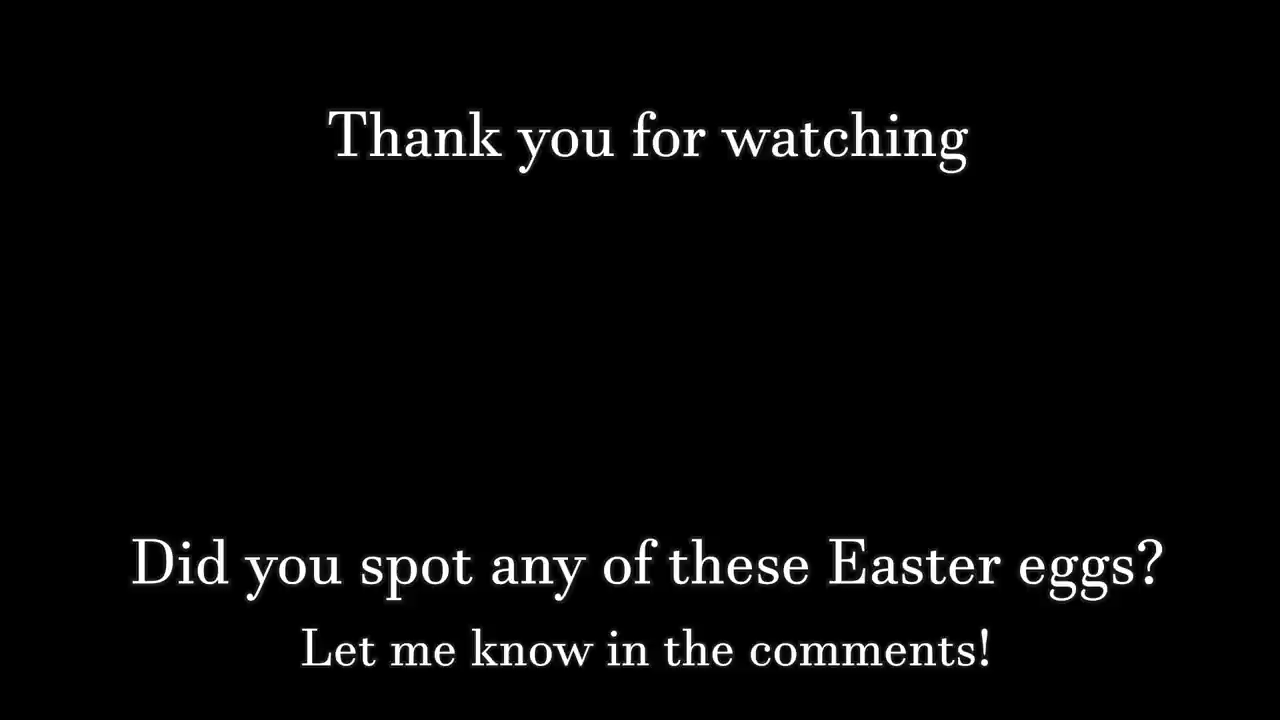 Thank you for watching
Did you spot any of these Easter eggs?
Let me know in the comments!